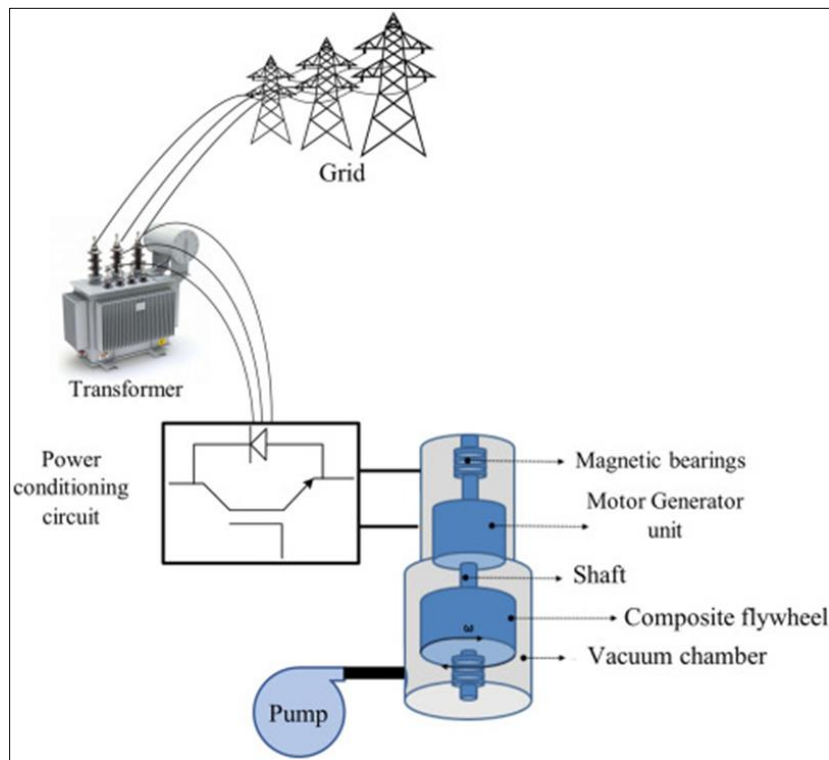 Grid
Transformer
Power
conditioning
circuit
Magnetic bearings
Motor Generator
unit
Shaft
Composite flywheel
ω
Vacuum chamber
Pump